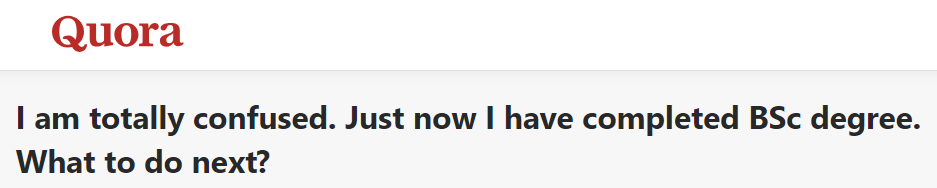 Quora
I am totally confused. Just now I have completed BSc degree.
What to do next?